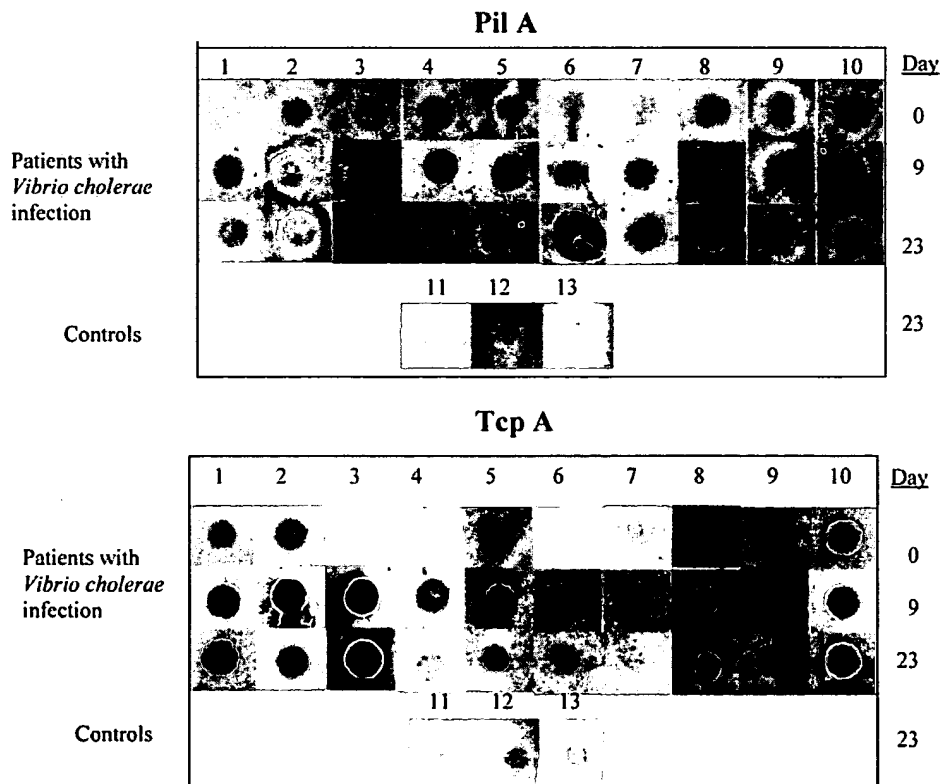 Pil A
1 2 3 4 5 6 7 8 9 10 Day
0
Patients with
Vibrio cholerae
infection
9
23
11 12 13
Controls
23
Tcp A
1 2 3 4 5 6 7 8 9 10 Day
0
Patients with
Vibrio cholerae
infection
9
23
11 12 13
Controls
23